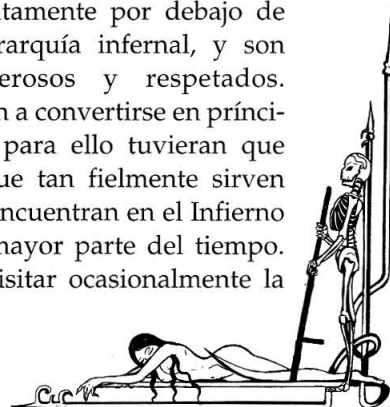 tamente por debajo de
rarquía infernal, y son
erosos y respetados.
n a convertirse en prínci-
para ello tuvieran que
ue tan fielmente sirven
ncuentran en el Infierno
mayor parte del tiempo.
isitar ocasionalmente la